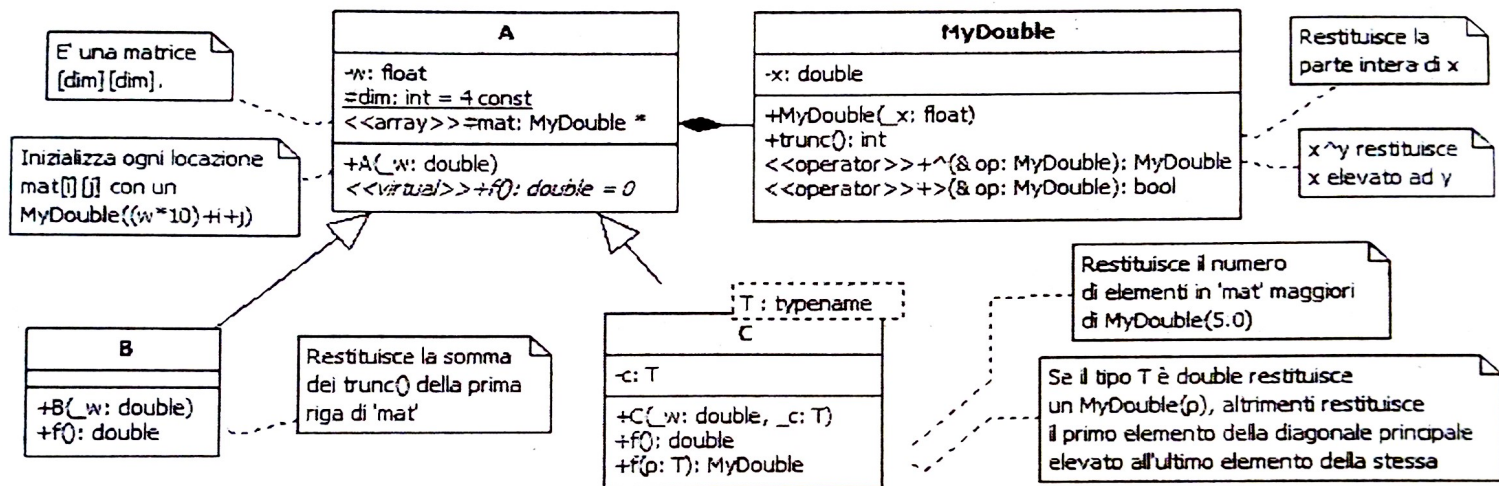 E' una matrice
[dim][dim].
A
-w: float
=dim: int = 4 const
<<array>>=mat: MyDouble *
+A(_w: double)
<<virtual>>+f(): double = 0
MyDouble
-x: double
+MyDouble(_x: float)
+trunc(): int
<<operator>>+^(& op: MyDouble): MyDouble
<<operator>>+>(& op: MyDouble): bool
Restituisce la
parte intera di x
x^y restituisce
x elevato ad y
Inizializza ogni locazione
mat[i][j] con un
MyDouble((w*10)+i+j)
B
+B(_w: double)
+f(): double
Restituisce la somma
dei trunc() della prima
riga di 'mat'
T : typename
C
-c: T
+C(_w: double, _c: T)
+f(): double
+f(p: T): MyDouble
Restituisce il numero
di elementi in 'mat' maggiori
di MyDouble(5.0)
Se il tipo T è double restituisce
un MyDouble(p), altrimenti restituisce
il primo elemento della diagonale principale
elevato all'ultimo elemento della stessa